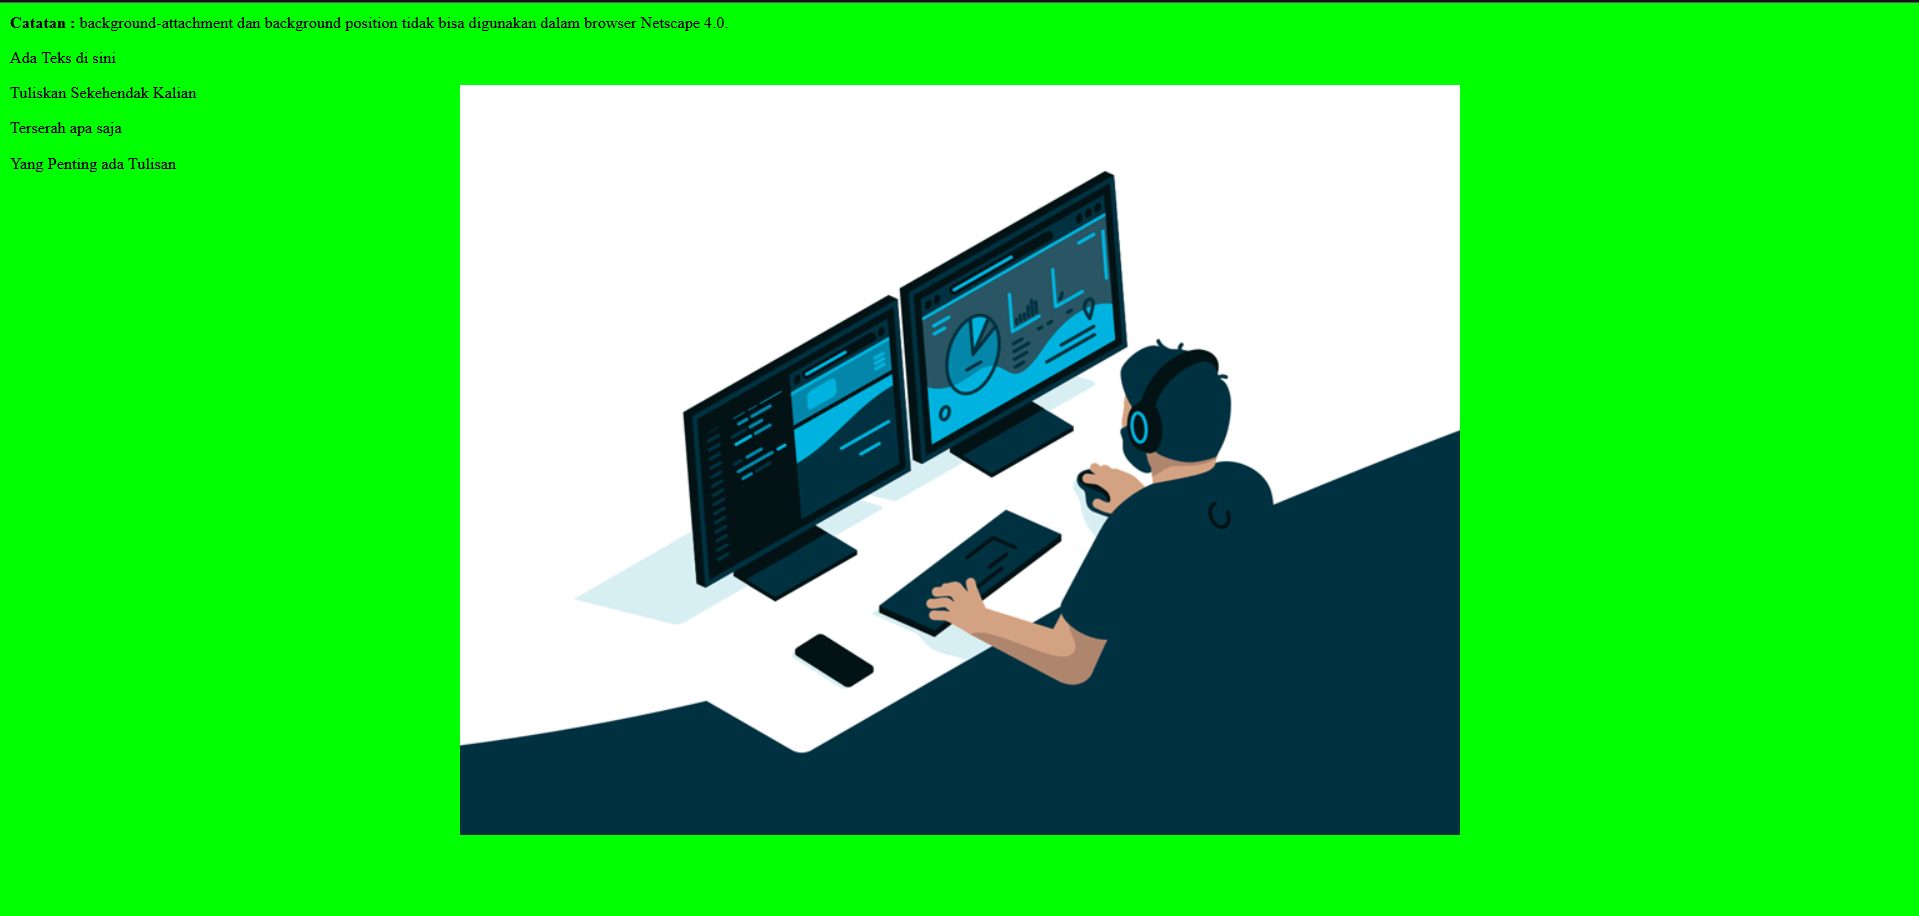 Catatan : background-attachment dan background position tidak bisa digunakan dalam browser Netscape 4.0.
Ada Teks di sini
Tuliskan Sekehendak Kalian
Terserah apa saja
Yang Penting ada Tulisan